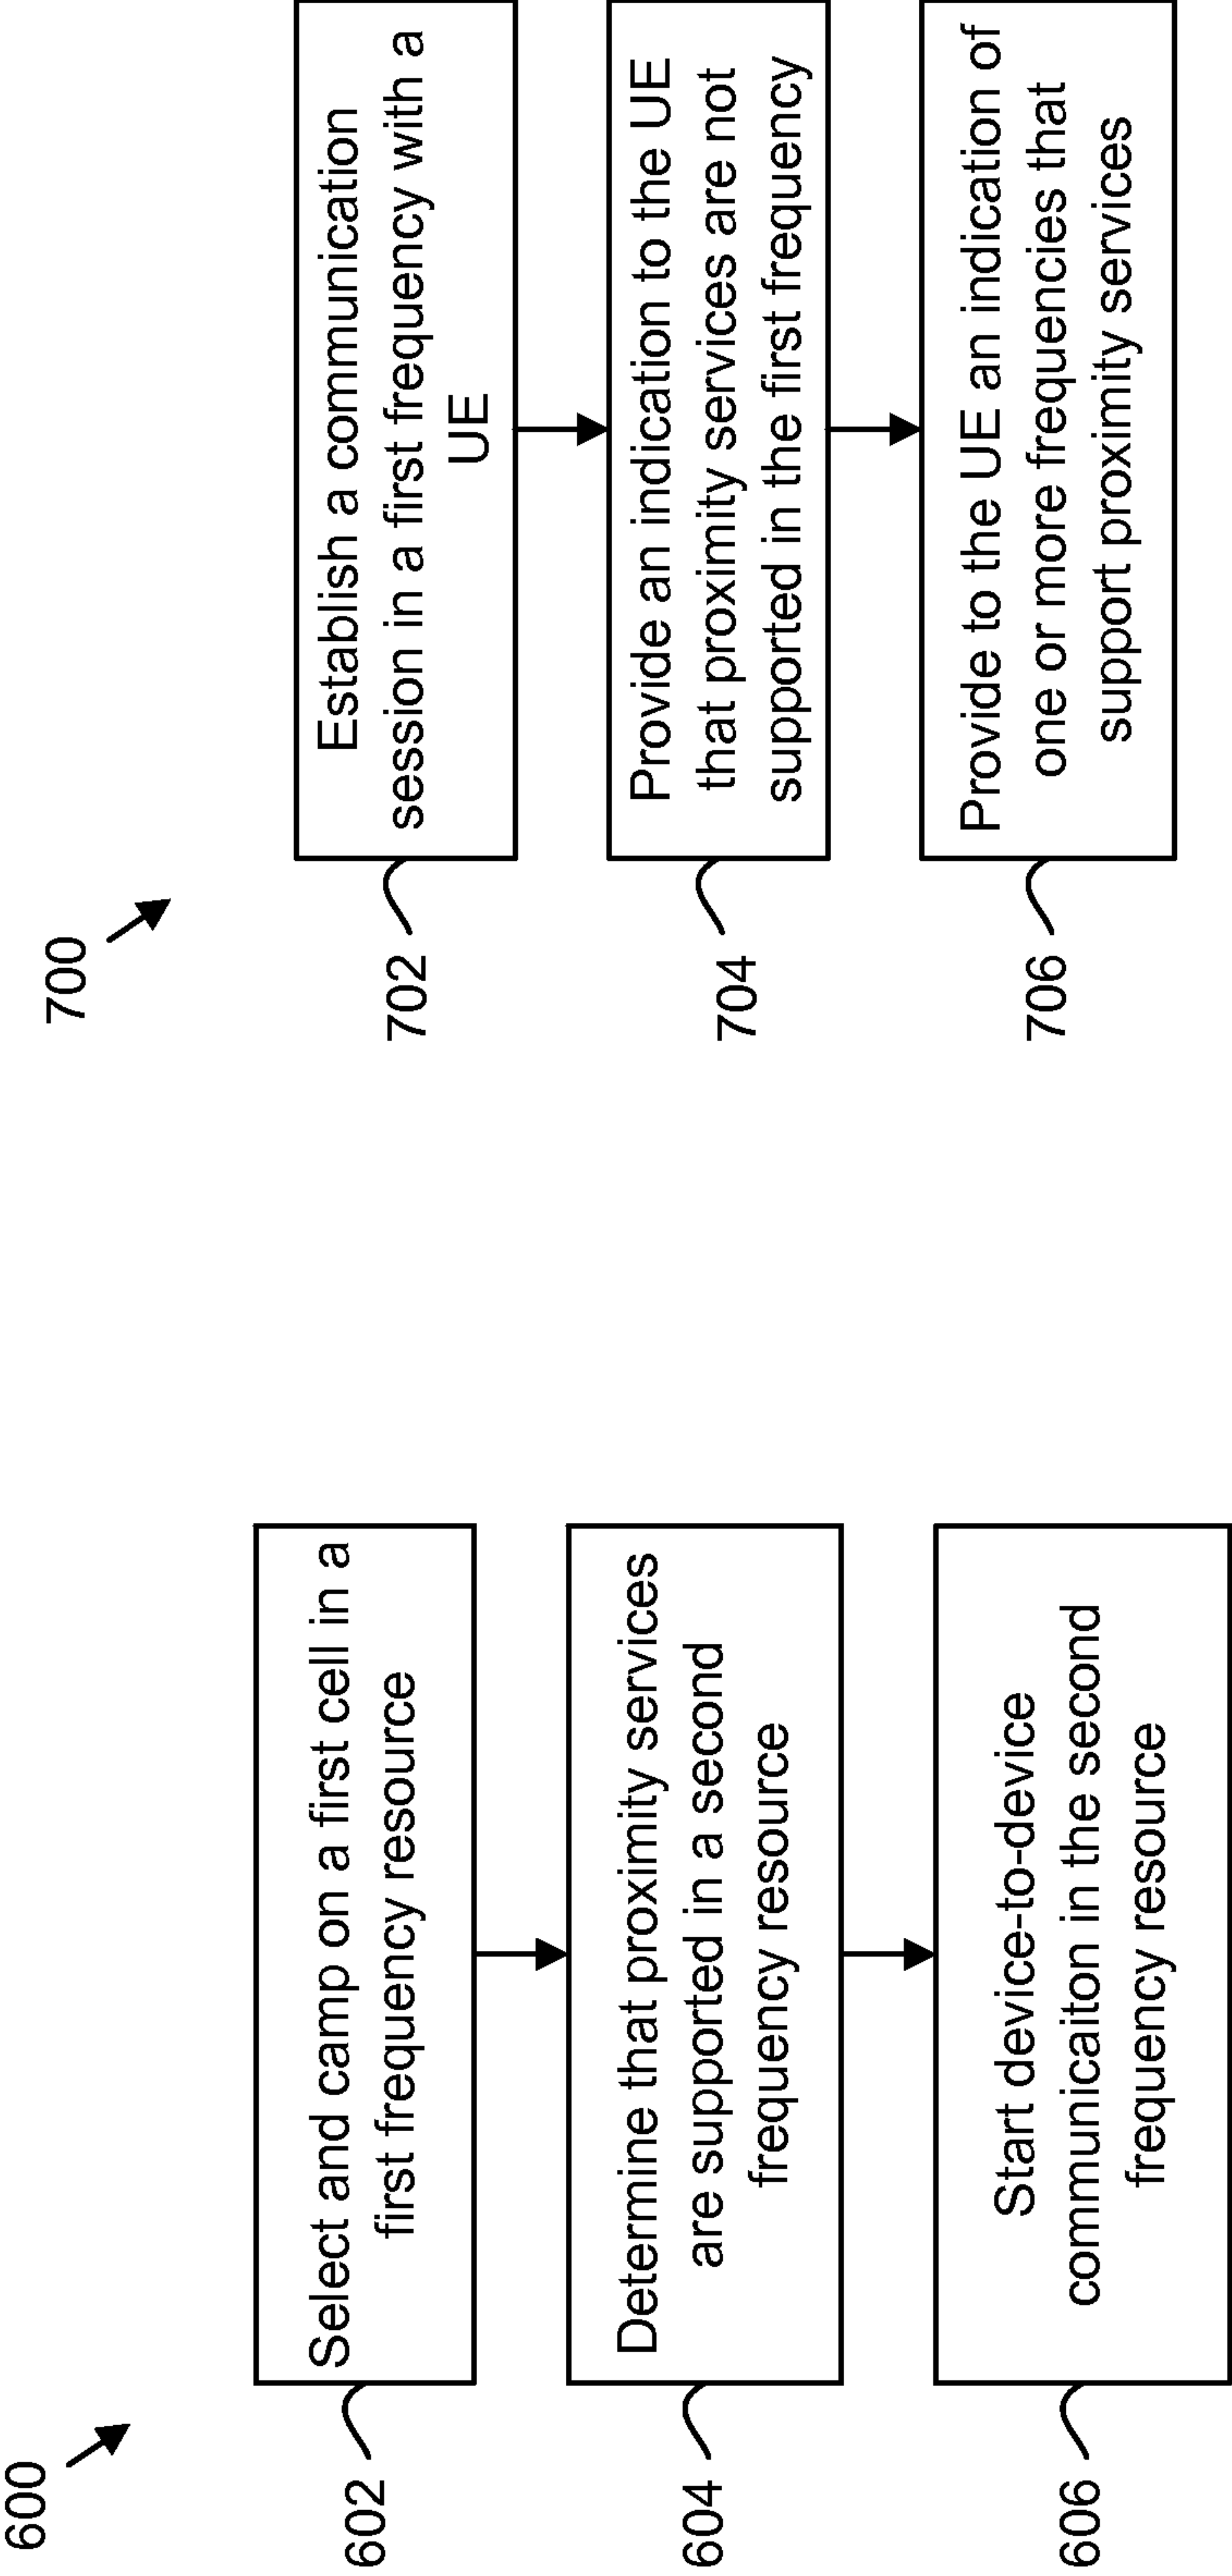 600
602
Select and camp on a first cell in a
first frequency resource
604
Determine that proximity services
are supported in a second
frequency resource
606
Start device-to-device
communicaiton in the second
frequency resource
700
702
Establish a communication
session in a first frequency with a
UE
704
Provide an indication to the UE
that proximity services are not
supported in the first frequency
706
Provide to the UE an indication of
one or more frequencies that
support proximity services